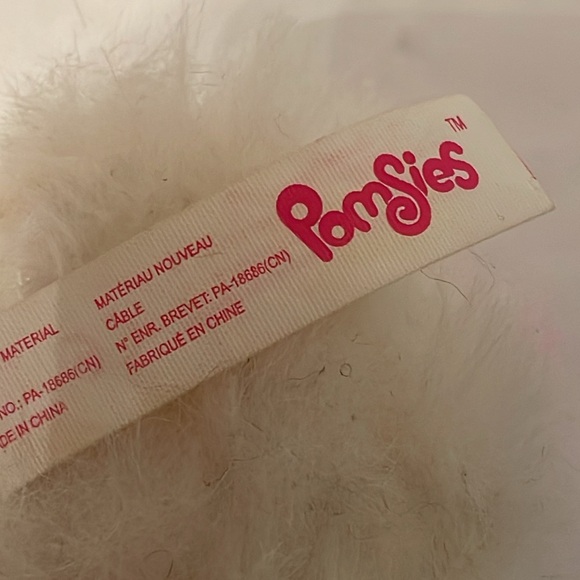 MATERIAL
NO.: PA-18686(CN)
DE IN CHINA
MATÉRIAU NOUVEAU
CÂBLE
N° ENR. BREVET: PA-18686(CN)
FABRIQUÉ EN CHINE
Pomsies™